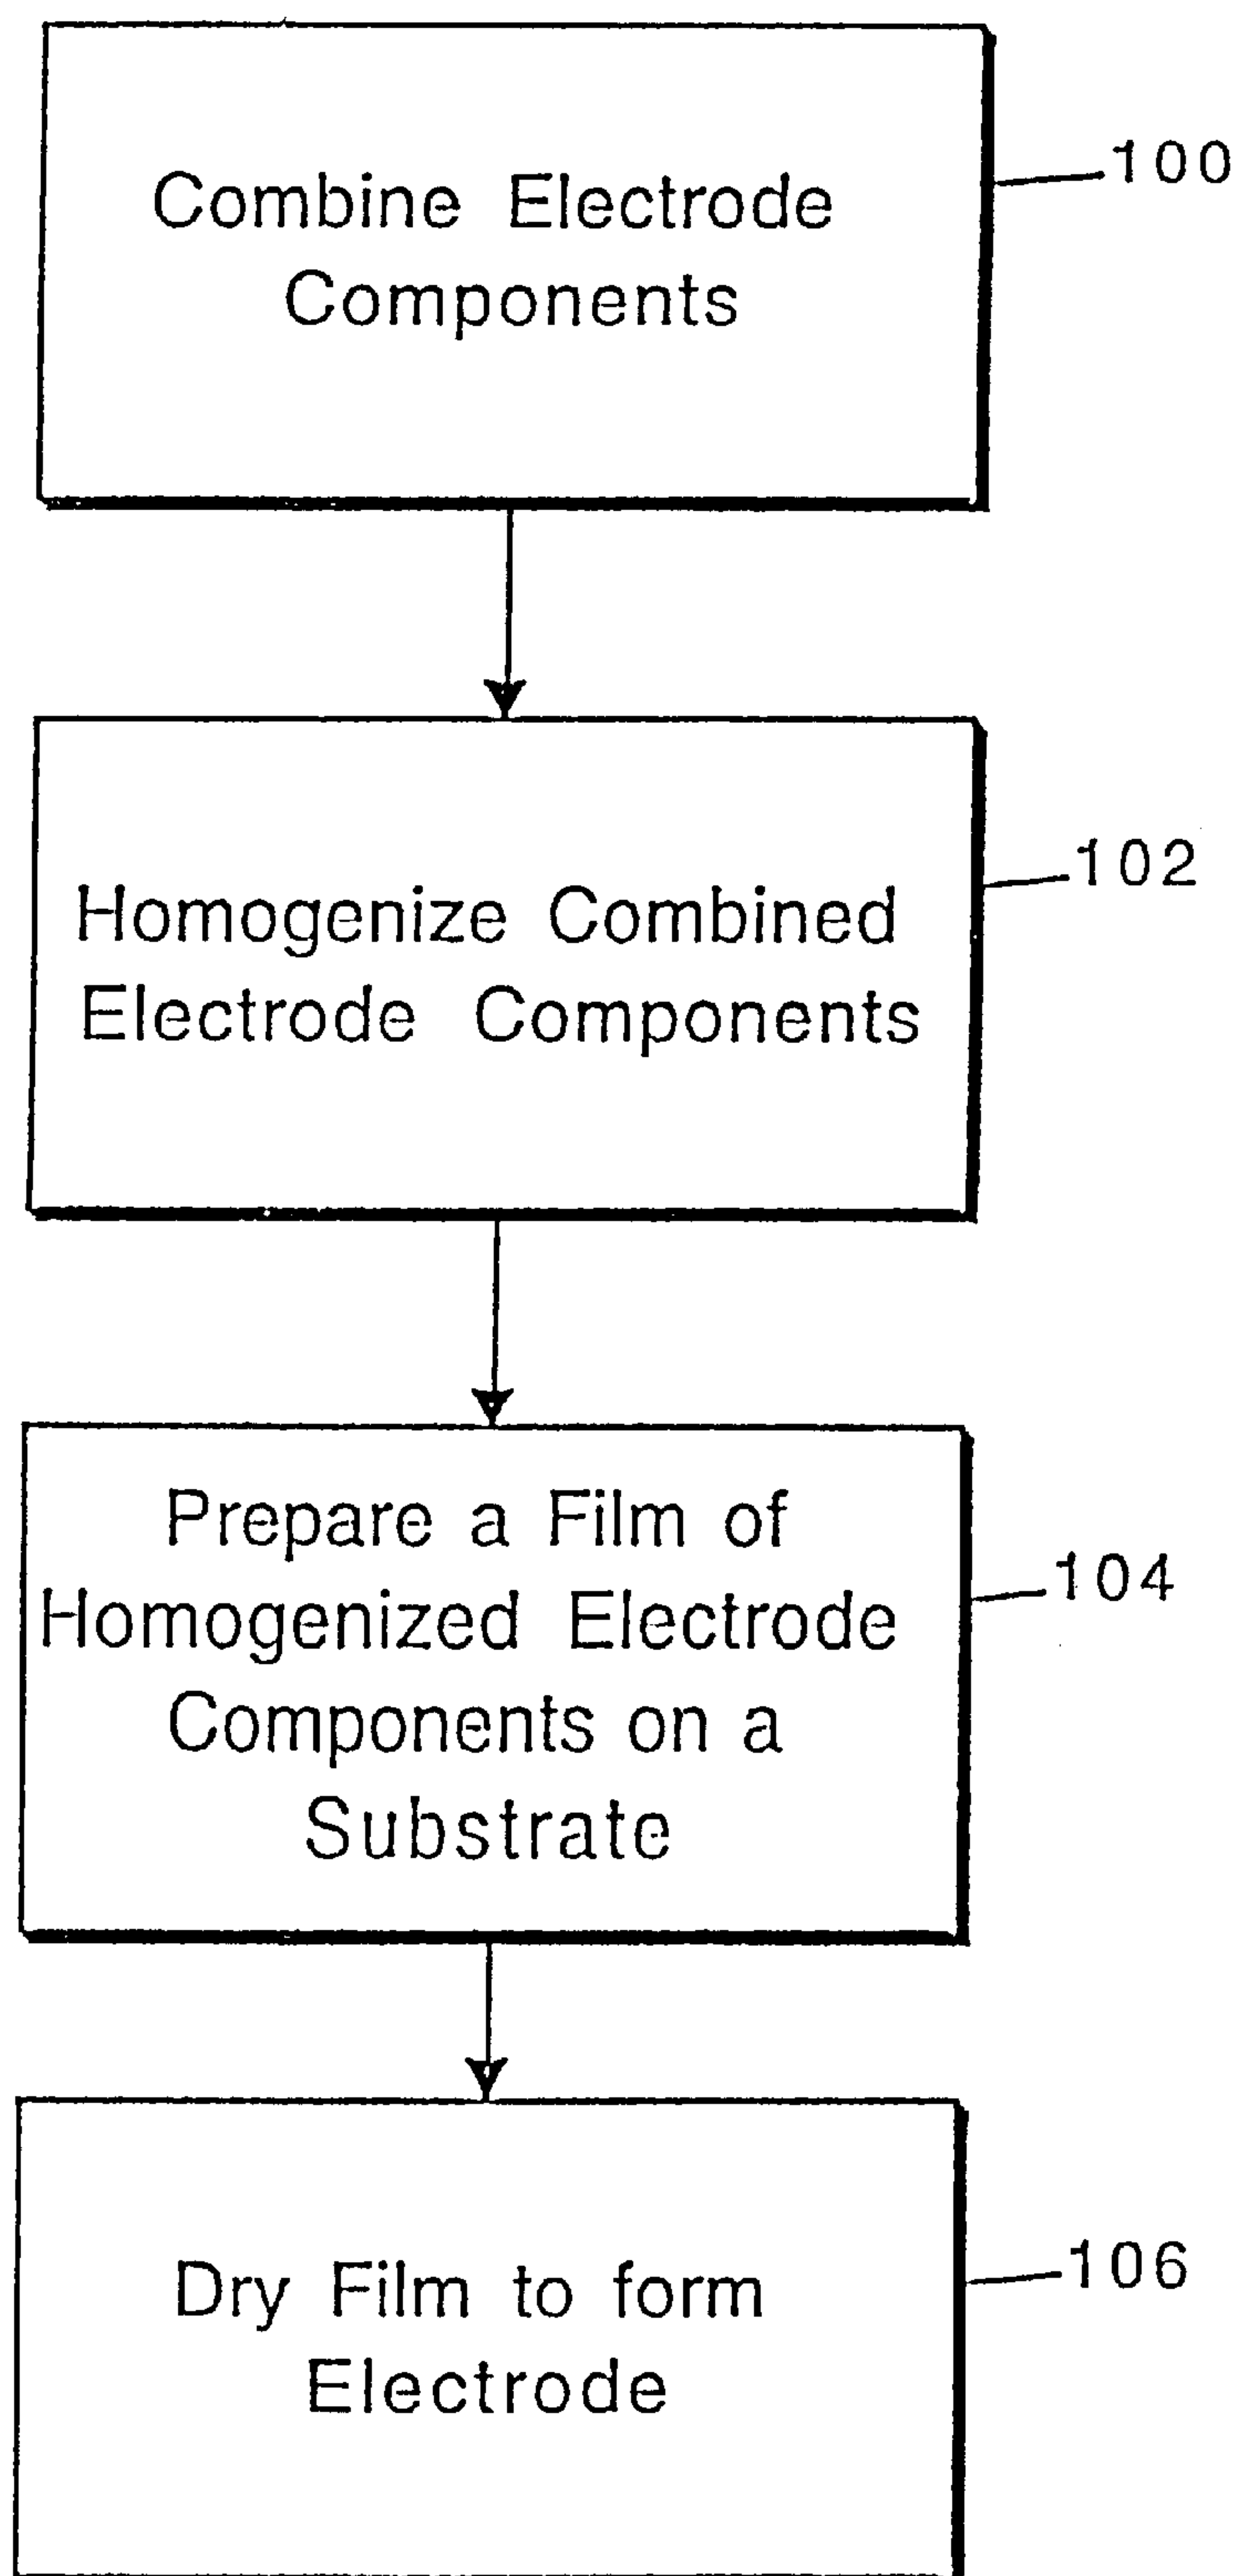 Combine Electrode
Components
100
Homogenize Combined
Electrode Components
102
Prepare a Film of
Homogenized Electrode
Components on a
Substrate
104
Dry Film to form
Electrode
106